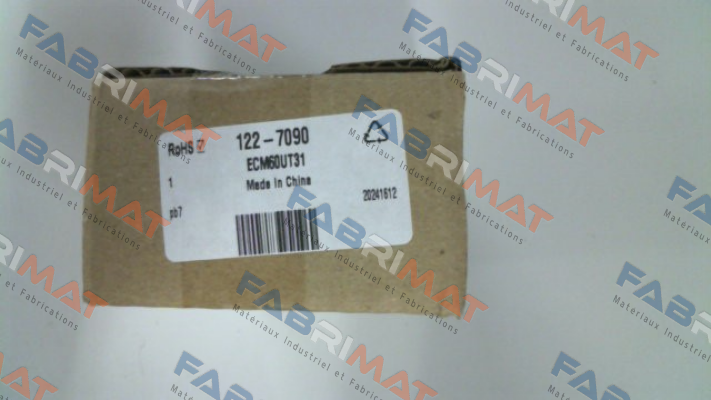 RoHS
122-7090
ECM60UT31
1
Made in China
pb7
20241612
FABRIMAT
Matériaux Industriel et Fabrications